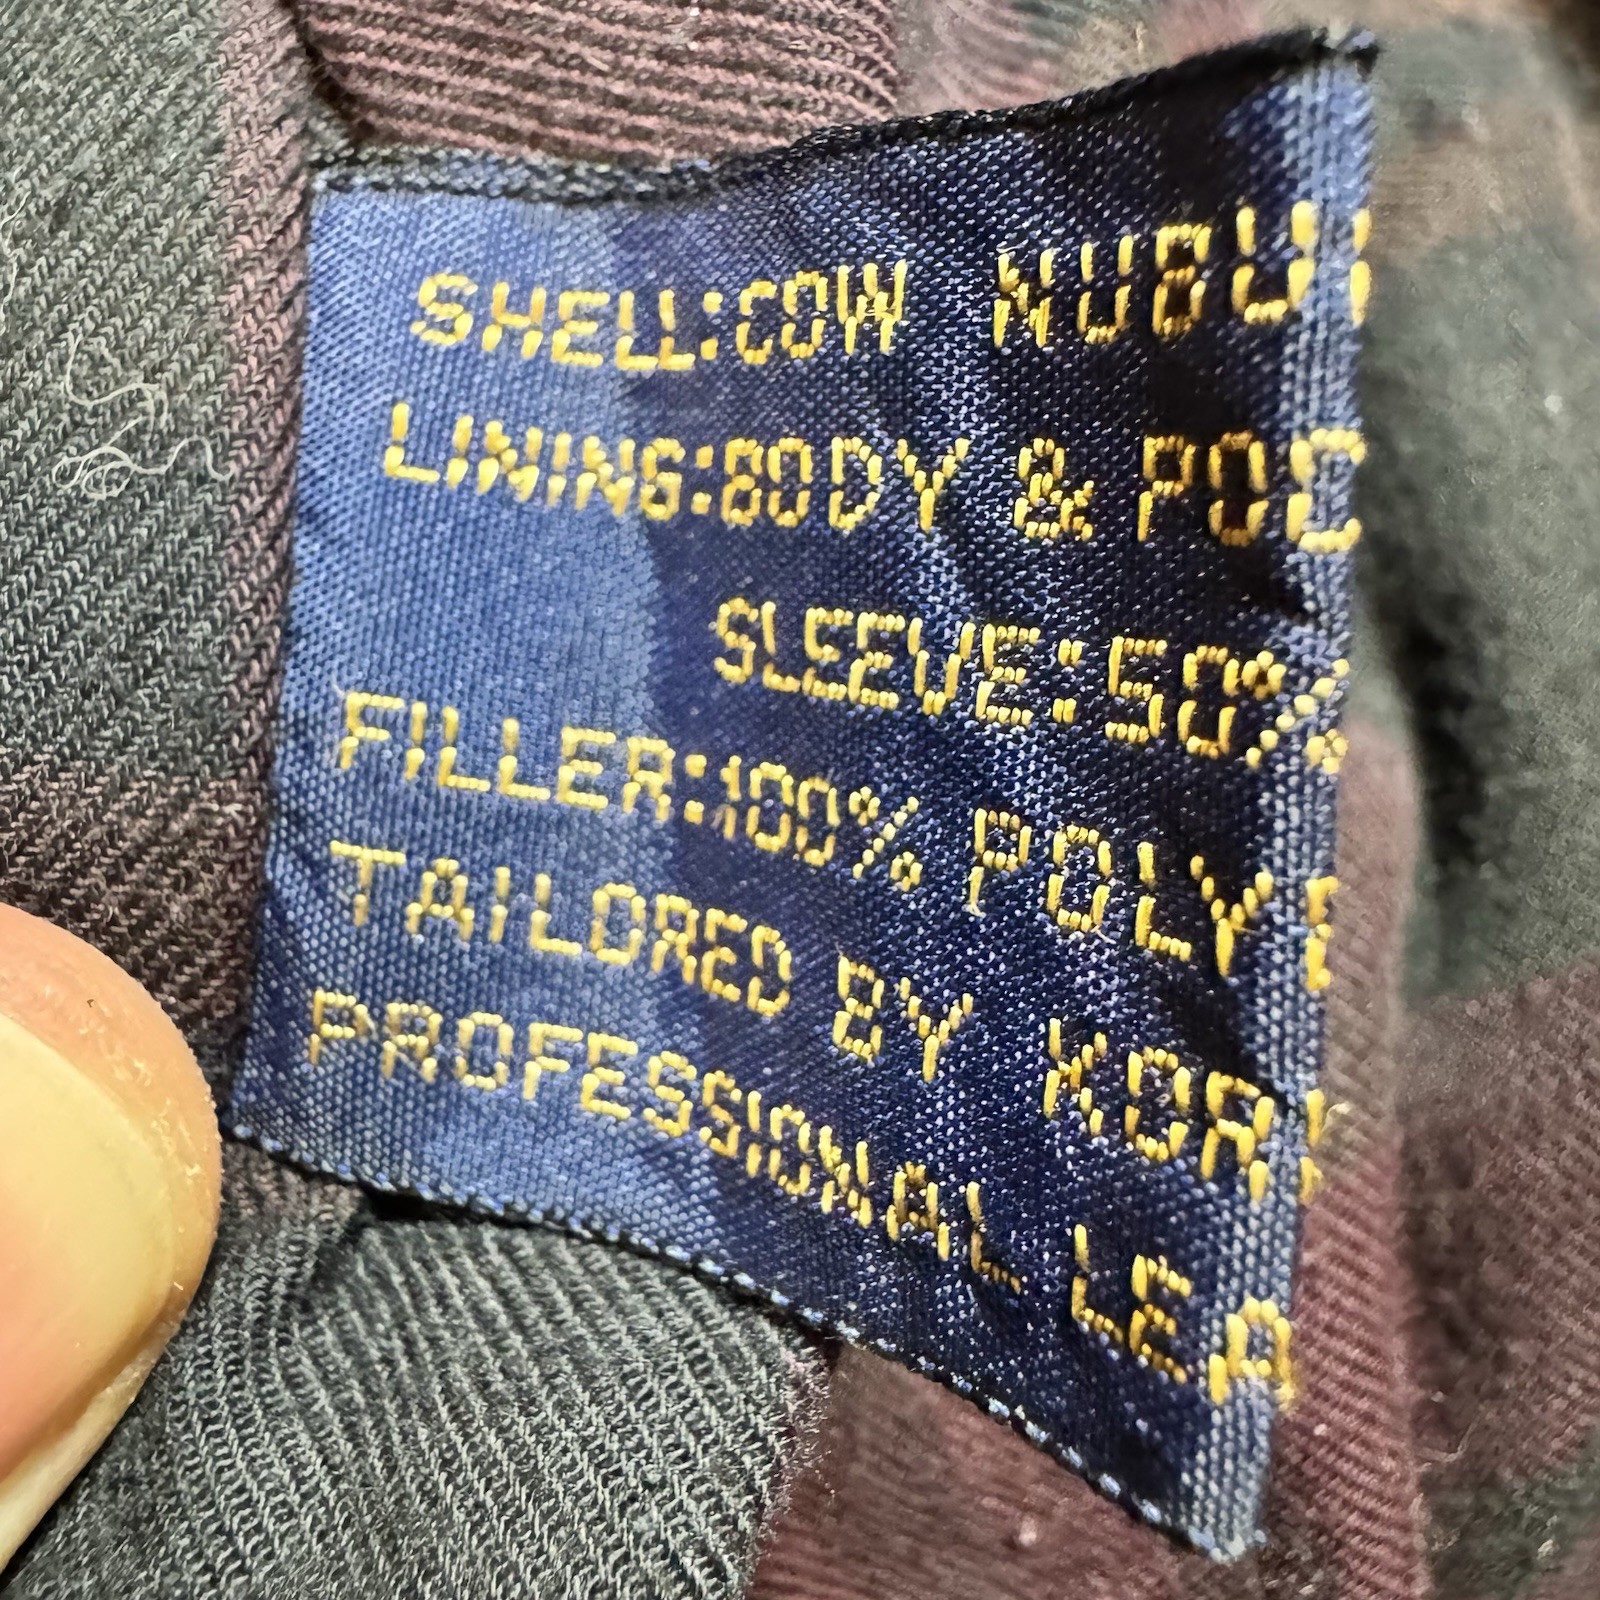 SHELL:COW NUBU
LINING:BODY & POC
SLEEVE:50%
FILLER:100% POLYE
TAILORED BY KOR
PROFESSIONAL LEA